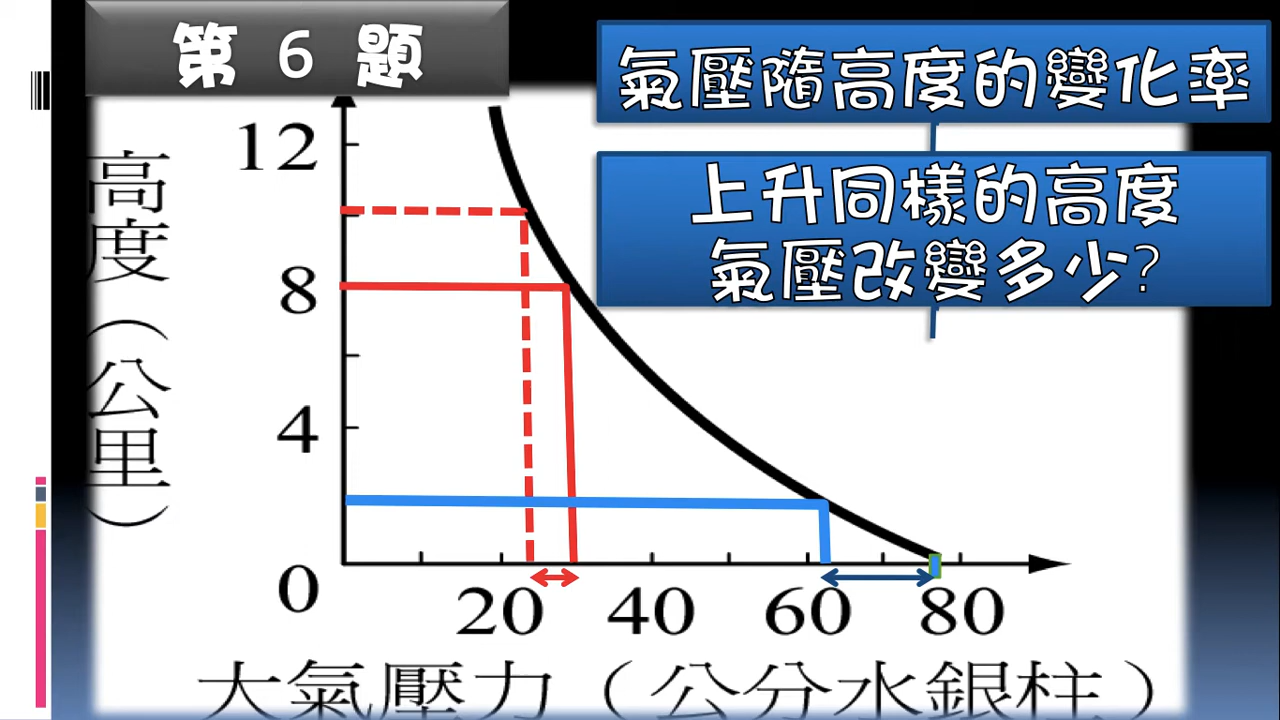 第 6 題
氣壓隨高度的變化率
上升同樣的高度
氣壓改變多少?
高度（公里）
12
8
4
0
20
40
60
80
大氣壓力（公分水銀柱）